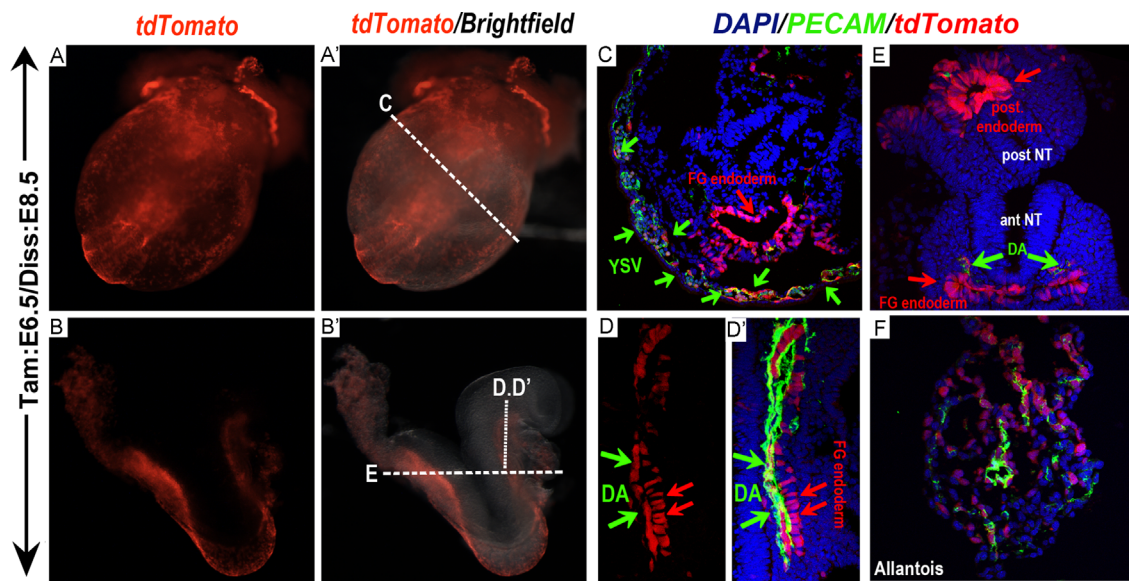 tdTomato
tdTomato/Brightfield
DAPI/PECAM/tdTomato
Tam:E6.5/Diss:E8.5
A
A'
C
C
FG endoderm
YSV
E
post
endoderm
post NT
ant NT
DA
FG endoderm
B
B'
D.D'
E
D
DA
D'
DA
FG endoderm
F
Allantois